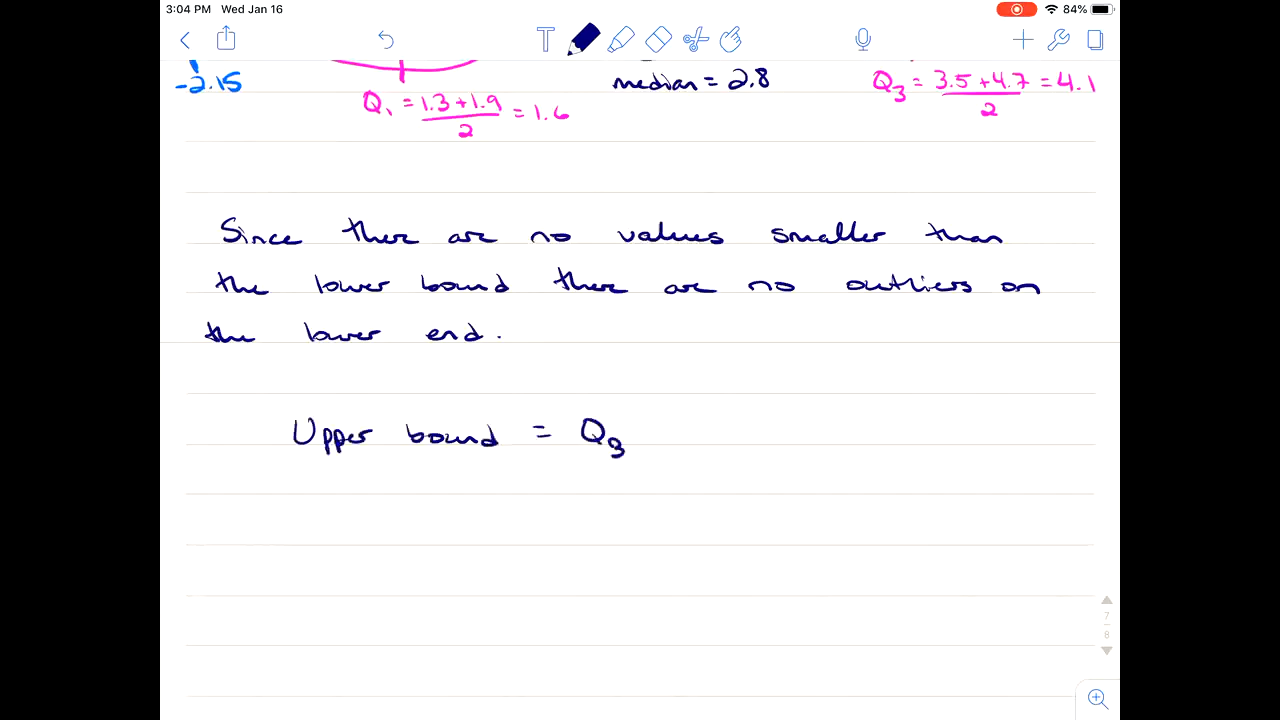 3:04 PM Wed Jan 16
84%
T
-2.15
Q1 = 1.3 + 1.9 / 2 = 1.6
median = 2.8
Q3 = 3.5 + 4.7 / 2 = 4.1
Since there are no values smaller than
the lower bound there are no outliers on
the lower end.
Upper bound = Q3
7
8